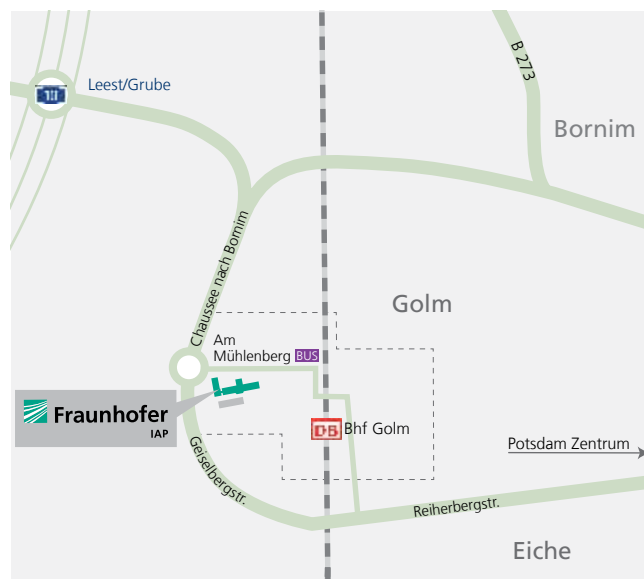 B 273
Leest/Grube
Bornim
Chaussee nach Bornim
Golm
Am
Mühlenberg BUS
Fraunhofer
IAP
DB Bhf Golm
Geiselbergstr.
Potsdam Zentrum
Reiherbergstr.
Eiche